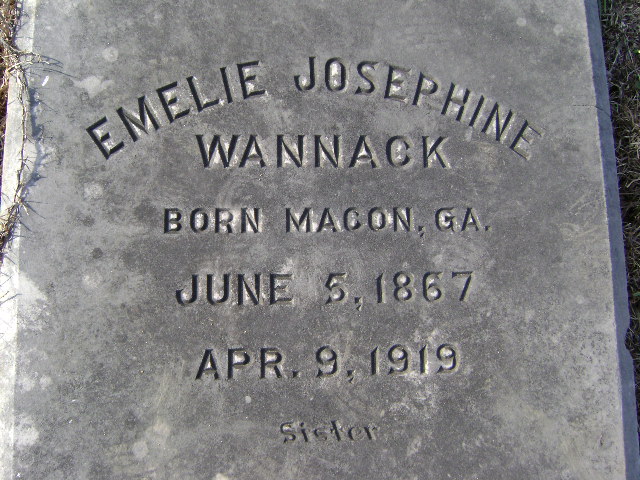 EMELIE JOSEPHINE
WANNACK
BORN MACON, GA.
JUNE 5, 1867
APR. 9, 1919
Sister